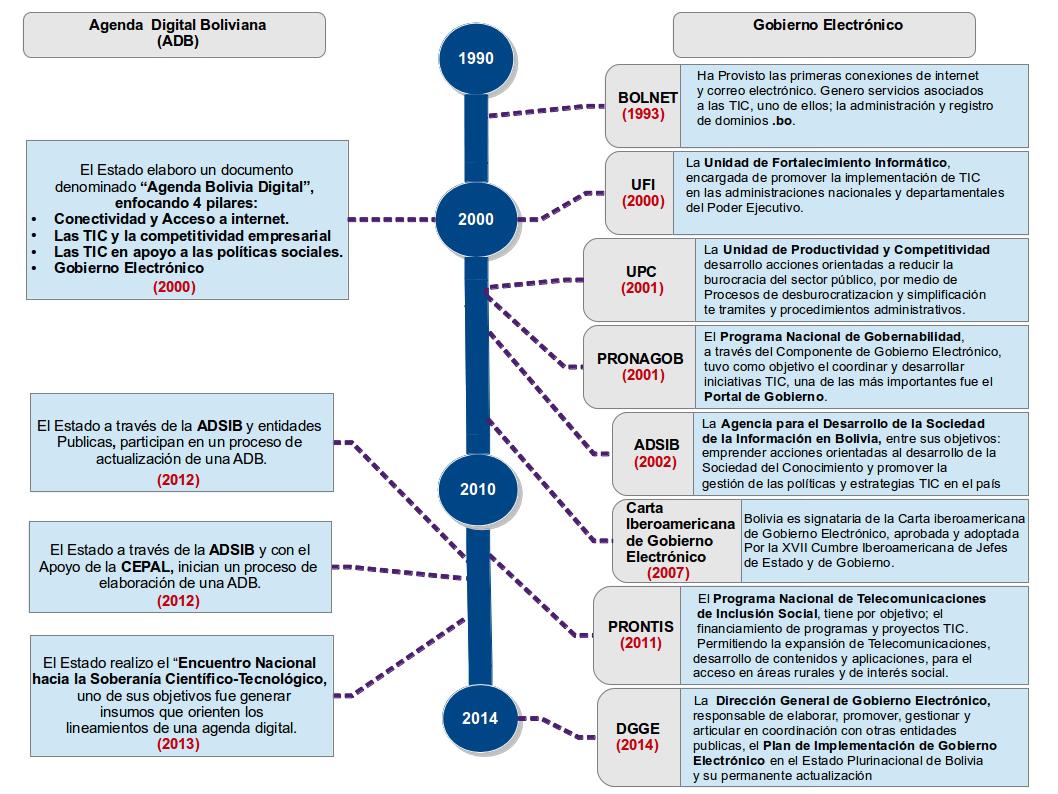 Agenda  Digital Boliviana
(ADB)
Gobierno Electrónico
1990
2000
2010
2014
El Estado elaboro un documento
denominado “Agenda Bolivia Digital”,
enfocando 4 pilares:
• Conectividad y Acceso a internet.
• Las TIC y la competitividad empresarial
• Las TIC en apoyo a las políticas sociales.
• Gobierno Electrónico
(2000)
El Estado a través de la ADSIB y entidades
Publicas, participan en un proceso de
actualización de una ADB.
(2012)
El Estado a través de la ADSIB y con el
Apoyo de la CEPAL, inician un proceso de
elaboración de una ADB.
(2012)
El Estado realizo el “Encuentro Nacional
hacia la Soberanía Científico-Tecnológico,
uno de sus objetivos fue generar
insumos que orienten los
lineamientos de una agenda digital.
(2013)
BOLNET
(1993)
Ha Provisto las primeras conexiones de internet
y correo electrónico. Genero servicios asociados
a las TIC, uno de ellos; la administración y registro
de dominios .bo.
UFI
(2000)
La Unidad de Fortalecimiento Informático,
encargada de promover la implementación de TIC
en las administraciones nacionales y departamentales
del Poder Ejecutivo.
UPC
(2001)
La Unidad de Productividad y Competitividad
desarrollo acciones orientadas a reducir la
burocracia del sector público, por medio de
Procesos de desburocratizacion y simplificación
te tramites y procedimientos administrativos.
PRONAGOB
(2001)
El Programa Nacional de Gobernabilidad,
a través del Componente de Gobierno Electrónico,
tuvo como objetivo el coordinar y desarrollar
iniciativas TIC, una de las más importantes fue el
Portal de Gobierno.
ADSIB
(2002)
La Agencia para el Desarrollo de la Sociedad
de la Información en Bolivia, entre sus objetivos:
emprender acciones orientadas al desarrollo de la
Sociedad del Conocimiento y promover la
gestión de las políticas y estrategias TIC en el país
Carta
Iberoamericana
de Gobierno
Electrónico
(2007)
Bolivia es signataria de la Carta iberoamericana
de Gobierno Electrónico, aprobada y adoptada
Por la XVII Cumbre Iberoamericana de Jefes
de Estado y de Gobierno.
PRONTIS
(2011)
El Programa Nacional de Telecomunicaciones
de Inclusión Social, tiene por objetivo; el
financiamiento de programas y proyectos TIC.
Permitiendo la expansión de Telecomunicaciones,
desarrollo de contenidos y aplicaciones, para el
acceso en áreas rurales y de interés social.
DGGE
(2014)
La  Dirección General de Gobierno Electrónico,
responsable de elaborar, promover, gestionar y
articular en coordinación con otras entidades
publicas, el Plan de Implementación de Gobierno
Electrónico en el Estado Plurinacional de Bolivia
y su permanente actualización